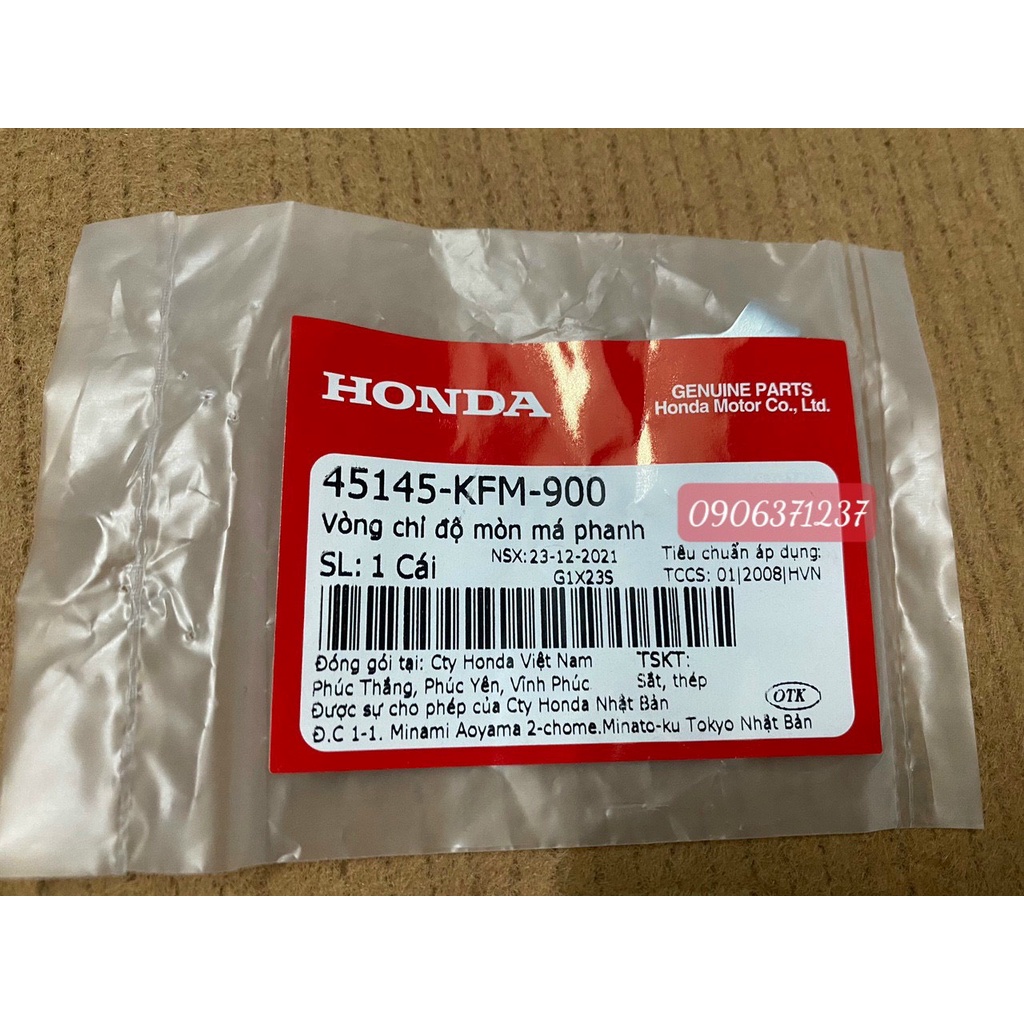 HONDA
GENUINE PARTS
Honda Motor Co., Ltd.
45145-KFM-900
0906371237
Vòng chỉ độ mòn má phanh
SL: 1 Cái
NSX: 23-12-2021
G1X23S
Tiêu chuẩn áp dụng:
TCCS: 01|2008|HVN
Đóng gói tại: Cty Honda Việt Nam
Phúc Thắng, Phúc Yên, Vĩnh Phúc
TSKT:
Sắt, thép
Được sự cho phép của Cty Honda Nhật Bản
Đ.C 1-1. Minami Aoyama 2-chome.Minato-ku Tokyo Nhật Bản
OTK